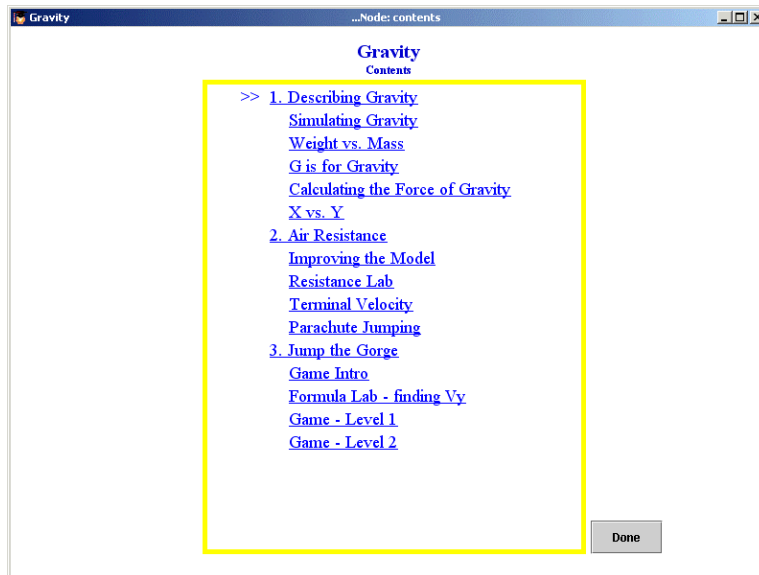 Gravity ...Node: contents
Gravity
Contents
>> 1. Describing Gravity
Simulating Gravity
Weight vs. Mass
G is for Gravity
Calculating the Force of Gravity
X vs. Y
2. Air Resistance
Improving the Model
Resistance Lab
Terminal Velocity
Parachute Jumping
3. Jump the Gorge
Game Intro
Formula Lab - finding Vy
Game - Level 1
Game - Level 2
Done